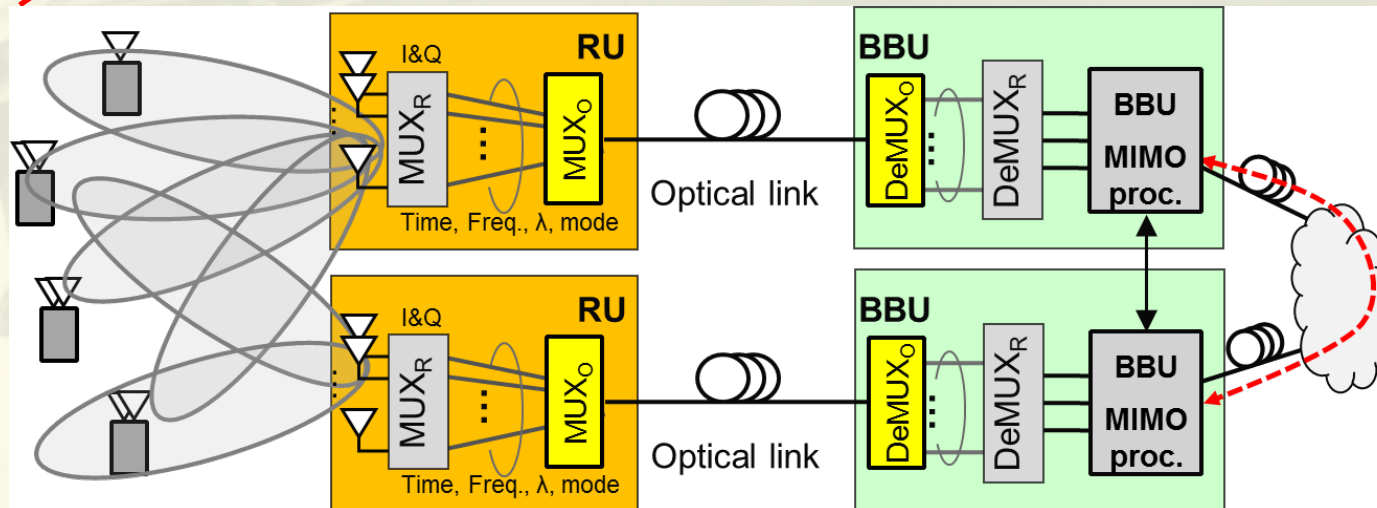 I&Q
RU
MUXR
...
MUXO
Time, Freq., λ, mode
Optical link
BBU
DeMUXO
...
DeMUXR
BBU
MIMO
proc.
I&Q
RU
MUXR
...
MUXO
Time, Freq., λ, mode
Optical link
BBU
DeMUXO
...
DeMUXR
BBU
MIMO
proc.